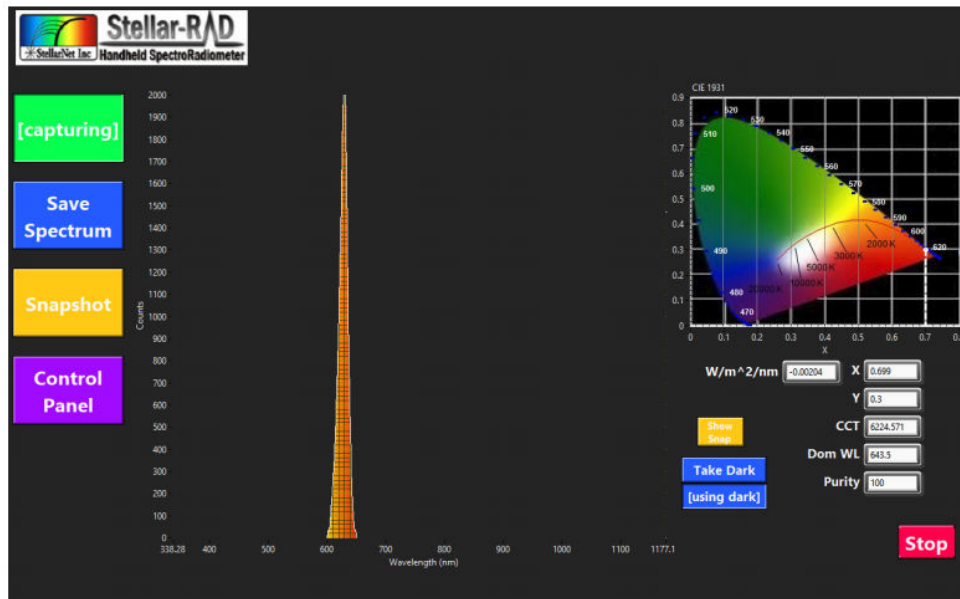 Stellar-RAD
StellarNet Inc
Handheld SpectroRadiometer
[capturing]
Save
Spectrum
Snapshot
Control
Panel
Counts
2000
1900
1800
1700
1600
1500
1400
1300
1200
1100
1000
900
800
700
600
500
400
300
200
100
0
338.28 400 500 600 700 800 900 1000 1100 1177.1
Wavelength (nm)
CIE 1931
0.9
0.8
0.7
0.6
0.5
0.4
0.3
0.2
0.1
0
520
530
510
540
550
560
500
570
580
590
600
490
620
2000K
3000K
5000K
10000K
20000K
480
470
0 0.1 0.2 0.3 0.4 0.5 0.6 0.7
X
W/m^2/nm -0.00204
X 0.699
Y 0.3
CCT 6224.571
Dom WL 643.5
Purity 100
Show
Snap
Take Dark
[using dark]
Stop